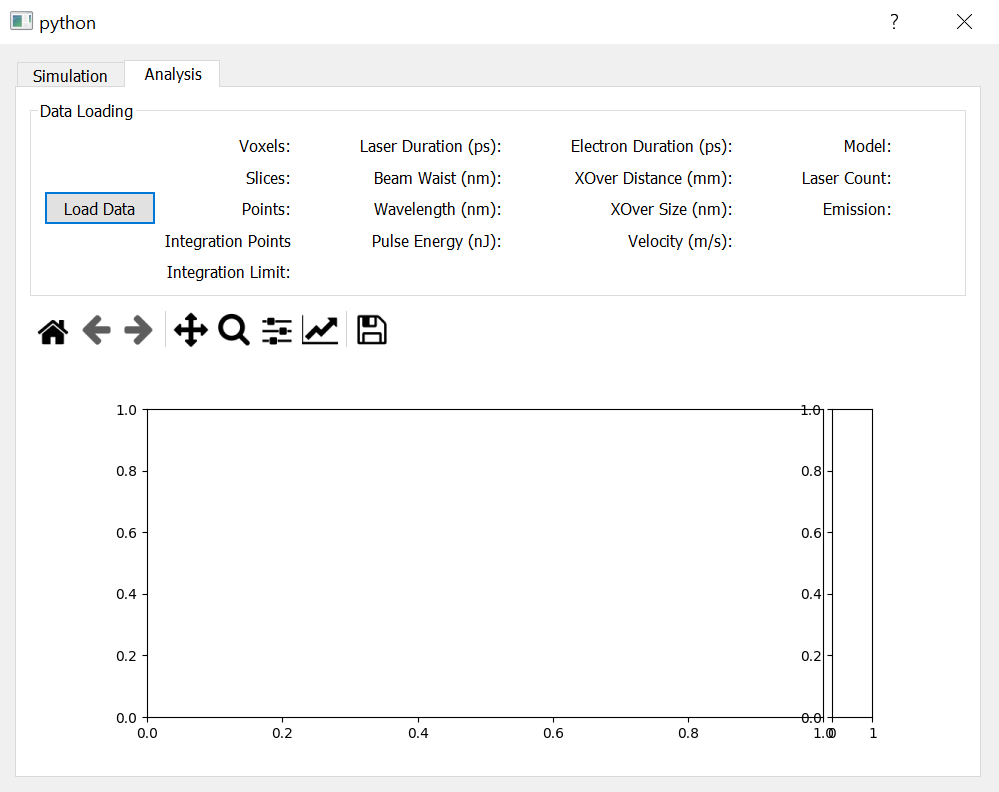 python ?
Simulation Analysis
Data Loading
Voxels: Laser Duration (ps): Electron Duration (ps): Model:
Slices: Beam Waist (nm): XOver Distance (mm): Laser Count:
Load Data Points: Wavelength (nm): XOver Size (nm): Emission:
Integration Points Pulse Energy (nJ): Velocity (m/s):
Integration Limit:
1.0 1.0
0.8 0.8
0.6 0.6
0.4 0.4
0.2 0.2
0.0 0.0
0.0 0.2 0.4 0.6 0.8 1.0 0 1